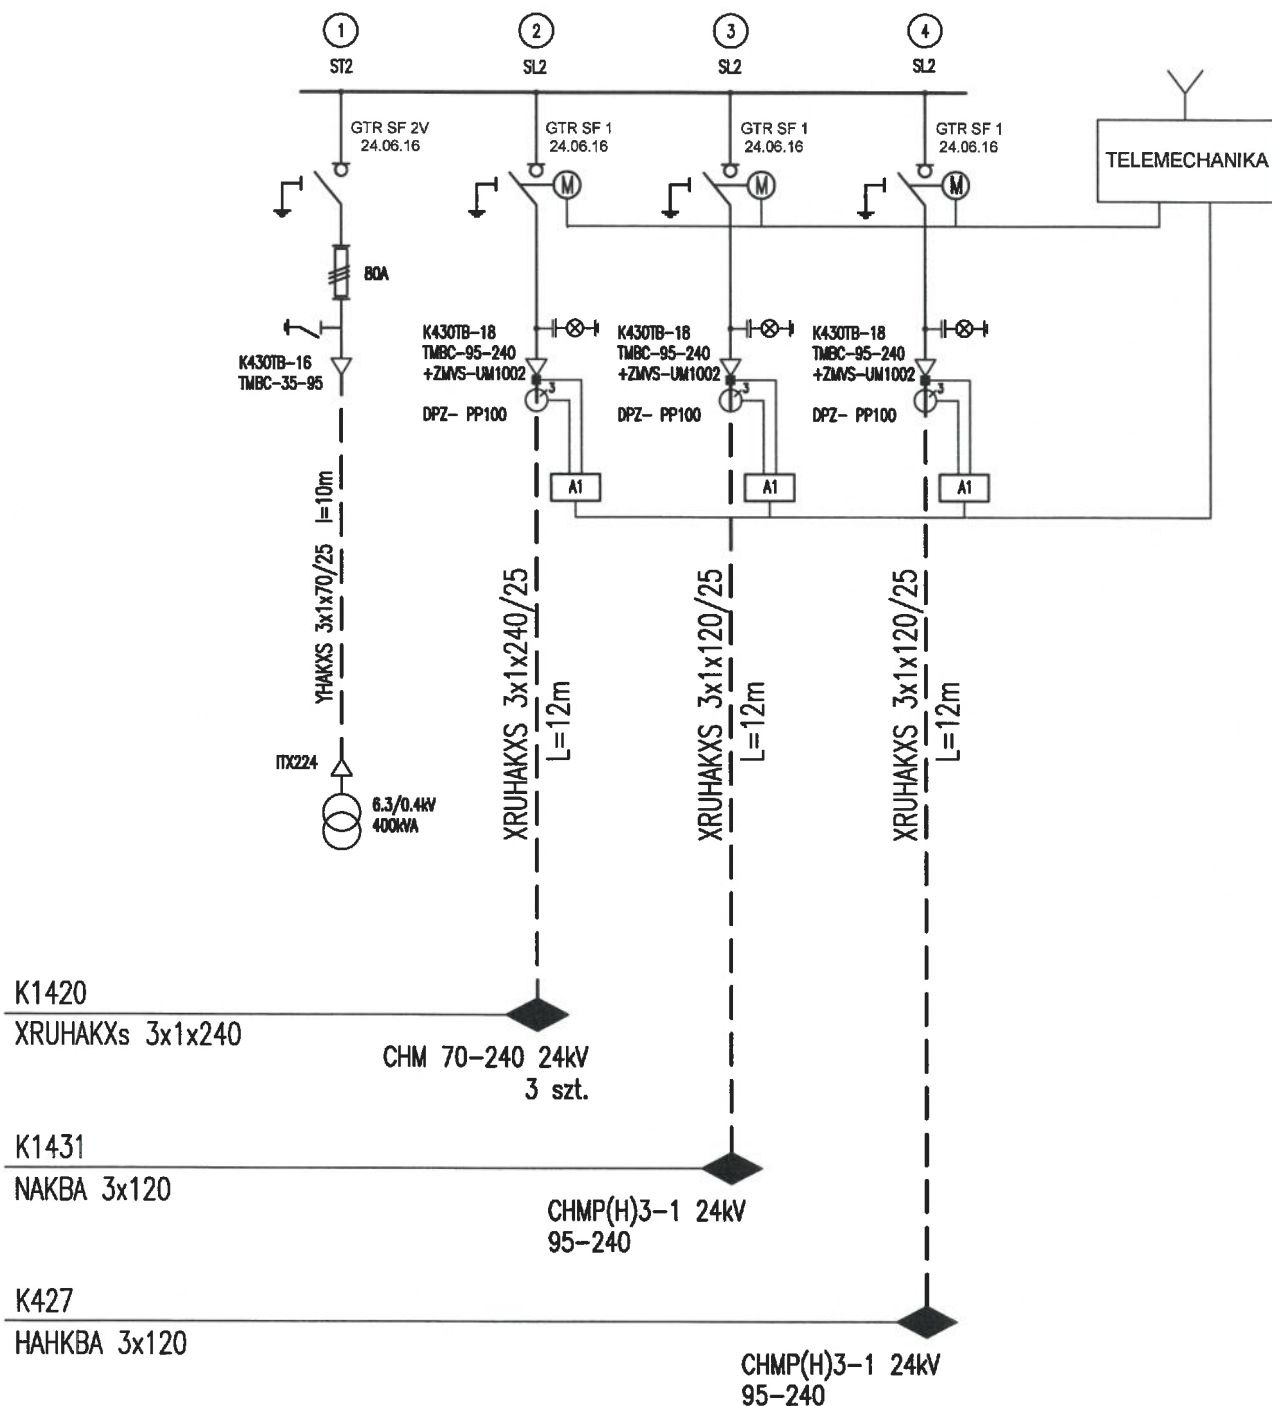 1
2
3
4
ST2
SL2
SL2
SL2
GTR SF 2V
24.06.16
GTR SF 1
24.06.16
GTR SF 1
24.06.16
GTR SF 1
24.06.16
TELEMECHANIKA
M
M
M
80A
K430TB-16
TMBC-35-95
K430TB-18
TMBC-95-240
+ZMVS-UM1002
3
DPZ- PP100
K430TB-18
TMBC-95-240
+ZMVS-UM1002
3
DPZ- PP100
K430TB-18
TMBC-95-240
+ZMVS-UM1002
3
DPZ- PP100
A1
A1
A1
YHAKXS 3x1x70/25 l=10m
XRUHAKXS 3x1x240/25
L=12m
XRUHAKXS 3x1x120/25
L=12m
XRUHAKXS 3x1x120/25
L=12m
ITX224
6.3/0.4kV
400kVA
K1420
XRUHAKXs 3x1x240
CHM 70-240 24kV
3 szt.
K1431
NAKBA 3x120
CHMP(H)3-1 24kV
95-240
K427
HAHKBA 3x120
CHMP(H)3-1 24kV
95-240